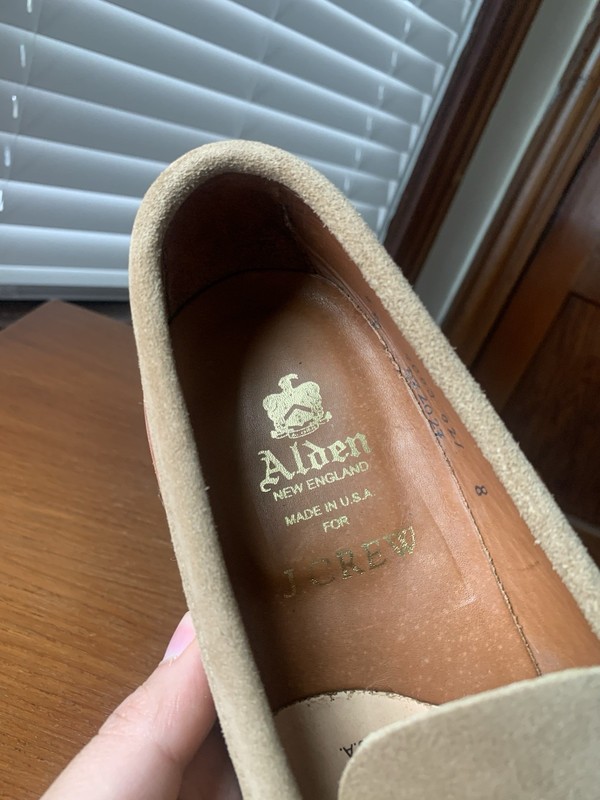 Alden
NEW ENGLAND
MADE IN U.S.A.
FOR
J.CREW
8
.A.